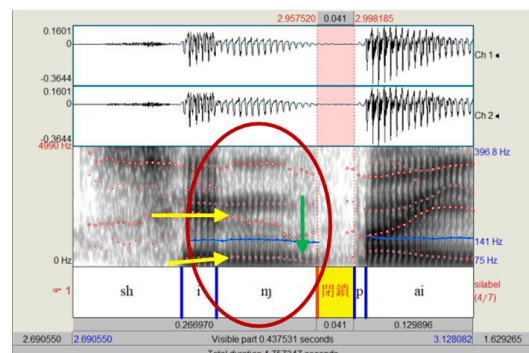 2.957520 0.041 2.998185
0.1601
0
-0.3644
Ch 1
0.1601
0
-0.3644
Ch 2
4990 Hz
396.8 Hz
141 Hz
0 Hz
75 Hz
1
sh i ɱ 閉鎖 p ai
silabel
(4/7)
0.266970 0.041 0.129896
2.690550 2.690550 Visible part 0.437531 seconds 3.128082 1.629265